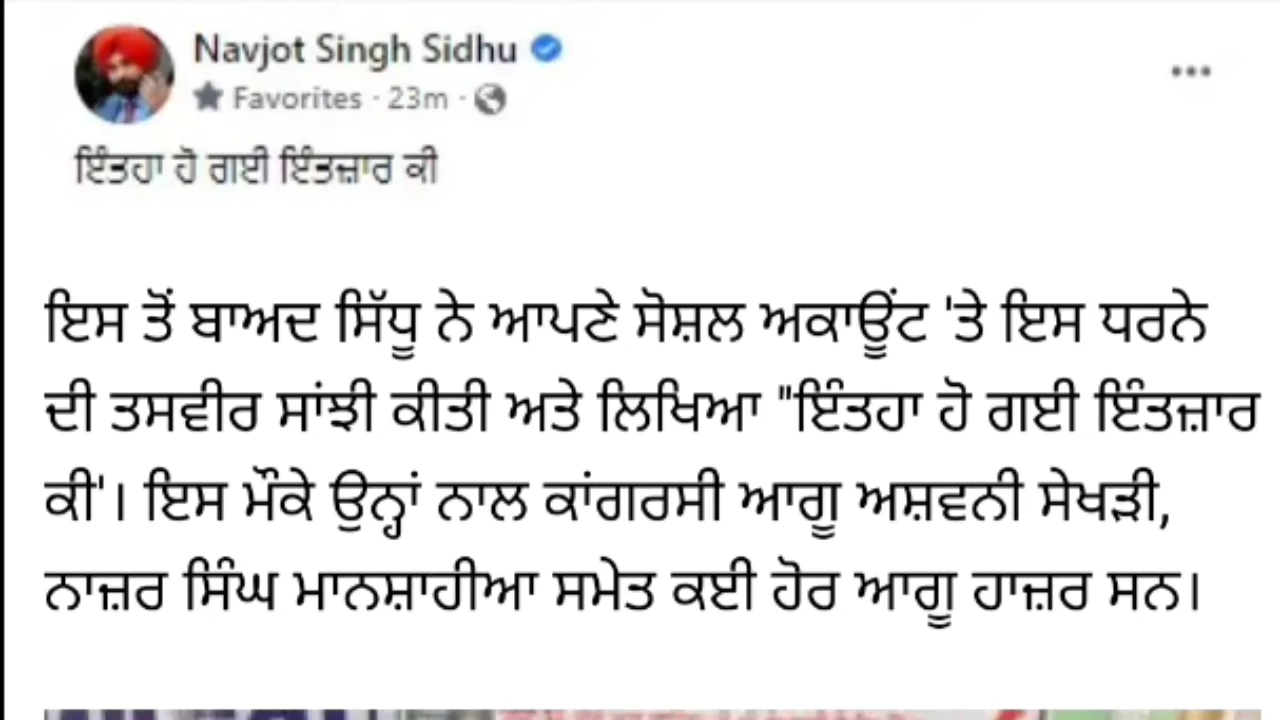 Navjot Singh Sidhu
Favorites · 23m ·
ਇੰਤਹਾ ਹੋ ਗਈ ਇੰਤਜ਼ਾਰ ਕੀ
ਇਸ ਤੋਂ ਬਾਅਦ ਸਿੱਧੂ ਨੇ ਆਪਣੇ ਸੋਸ਼ਲ ਅਕਾਊਂਟ 'ਤੇ ਇਸ ਧਰਨੇ
ਦੀ ਤਸਵੀਰ ਸਾਂਝੀ ਕੀਤੀ ਅਤੇ ਲਿਖਿਆ "ਇੰਤਹਾ ਹੋ ਗਈ ਇੰਤਜ਼ਾਰ
ਕੀ'। ਇਸ ਮੌਕੇ ਉਨ੍ਹਾਂ ਨਾਲ ਕਾਂਗਰਸੀ ਆਗੂ ਅਸ਼ਵਨੀ ਸੇਖੜੀ,
ਨਾਜ਼ਰ ਸਿੰਘ ਮਾਨਸ਼ਾਹੀਆ ਸਮੇਤ ਕਈ ਹੋਰ ਆਗੂ ਹਾਜ਼ਰ ਸਨ।